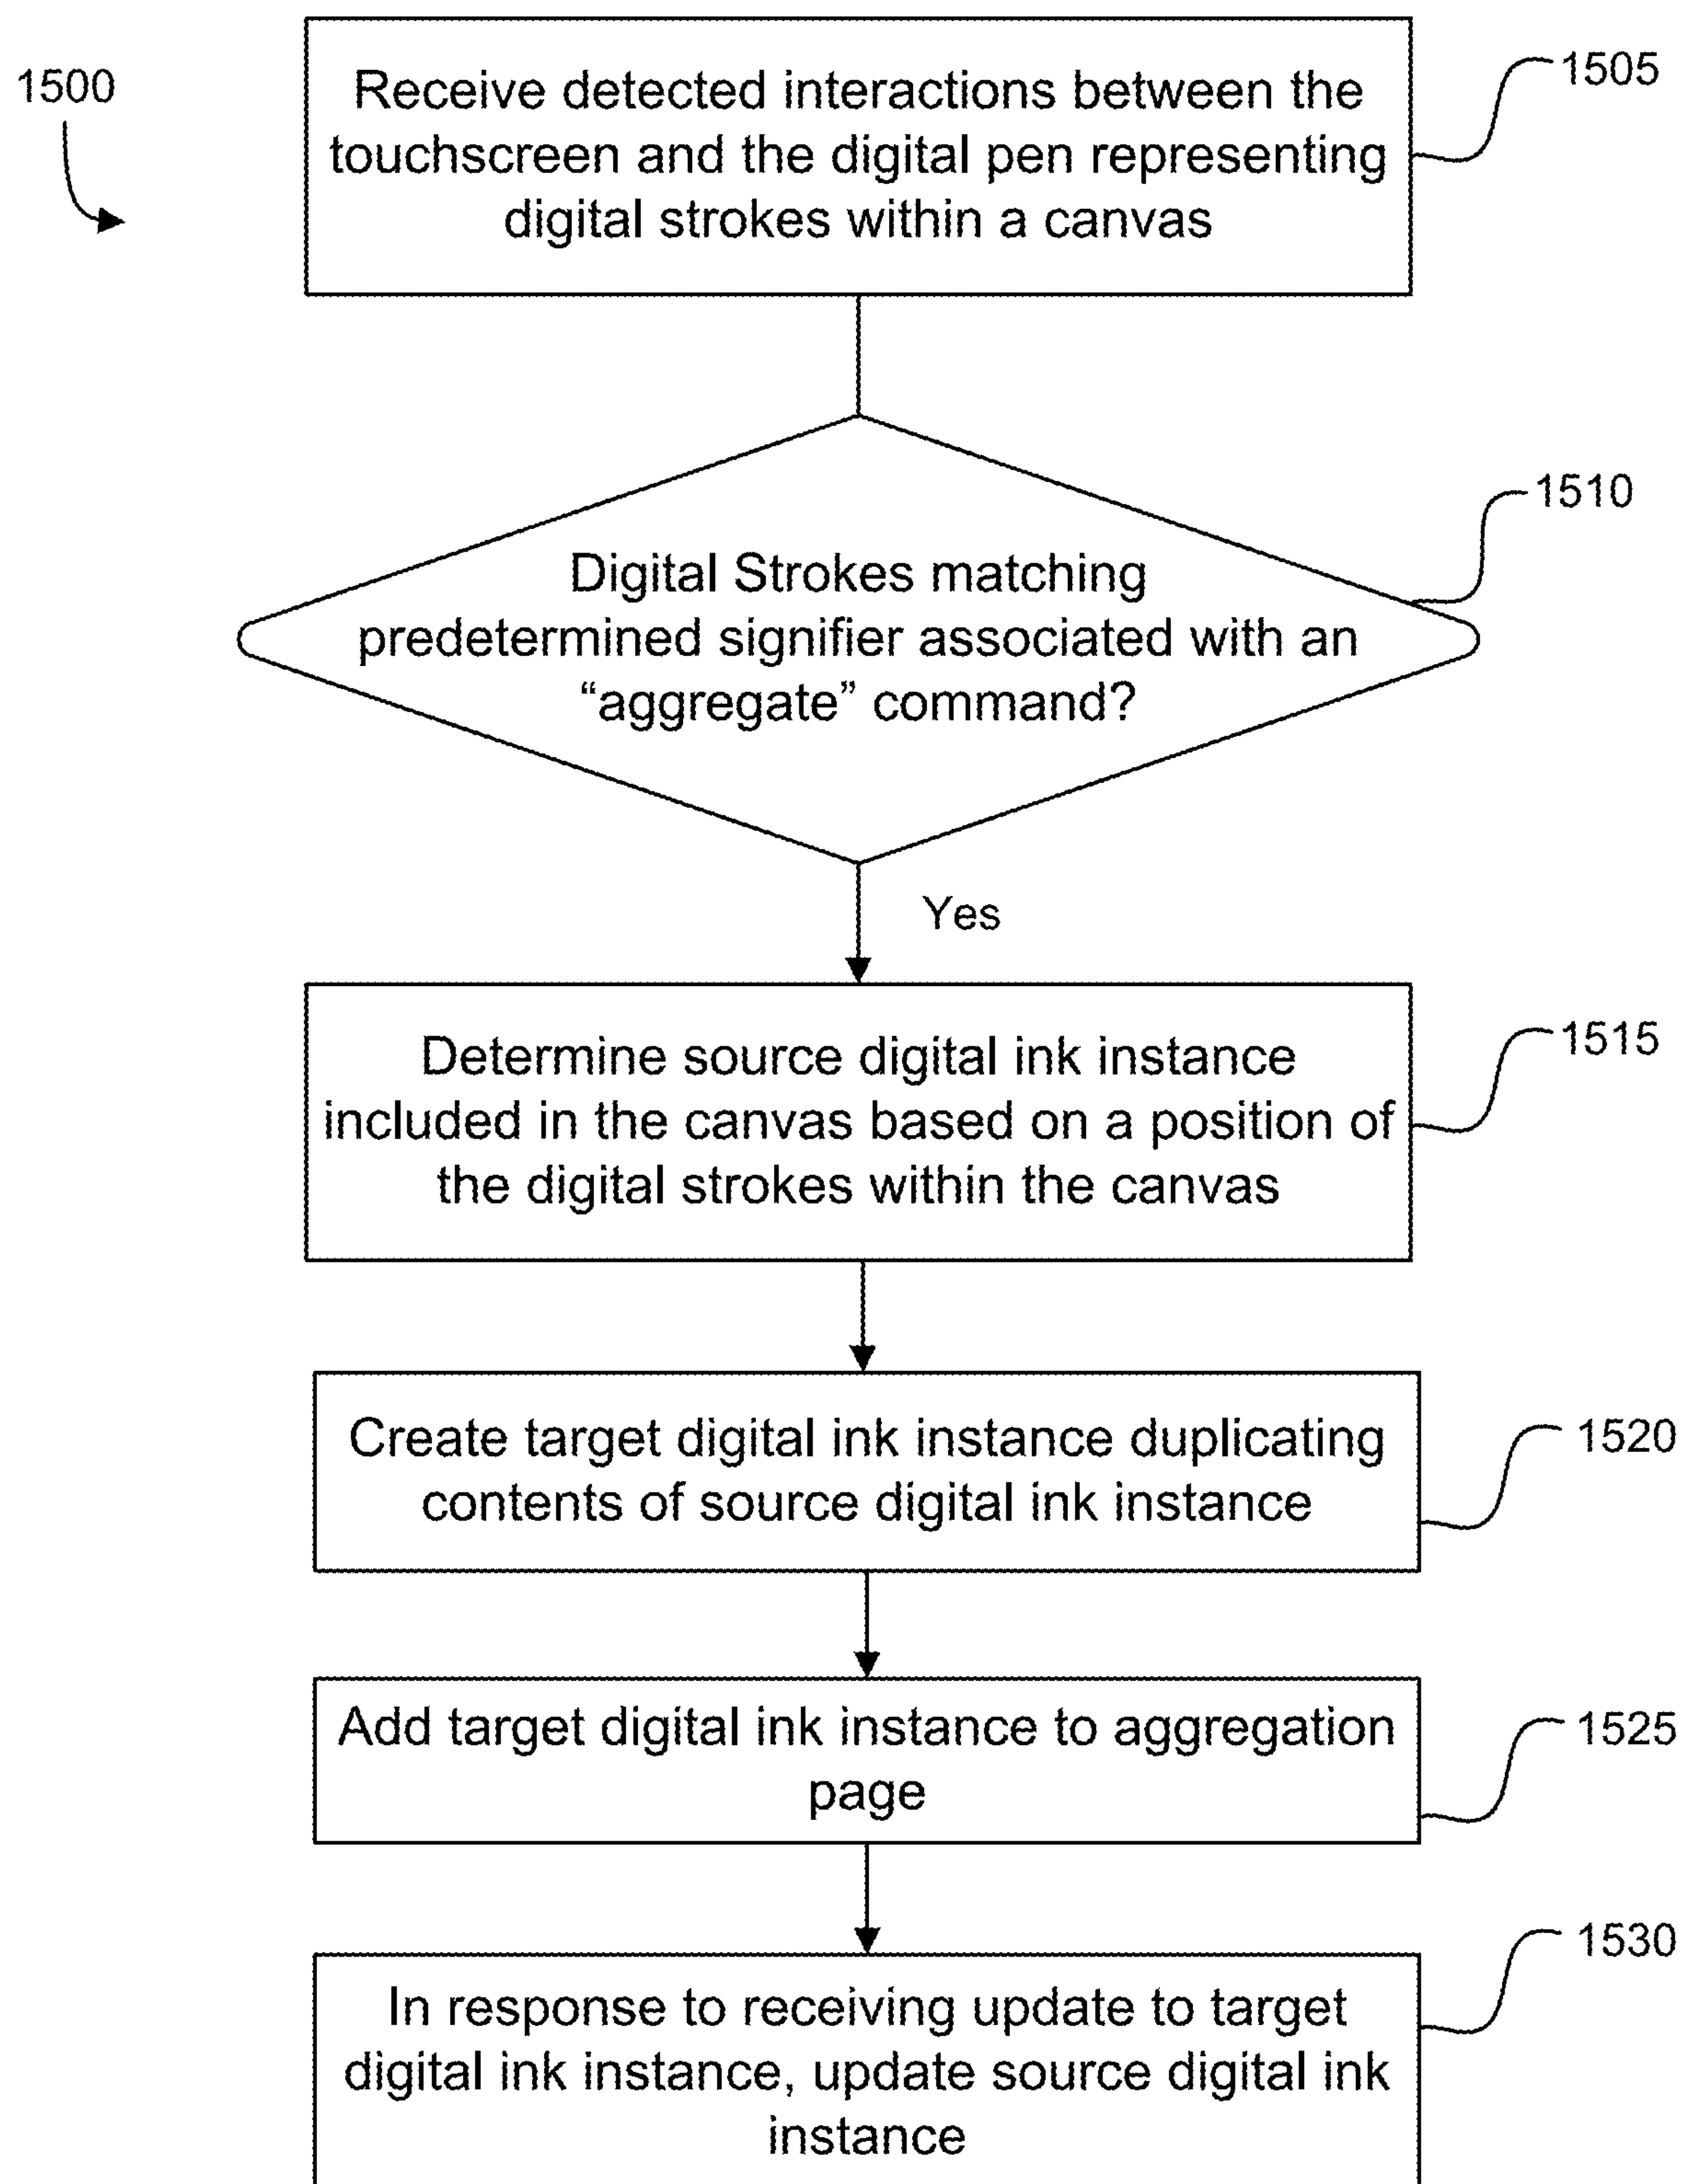 1500
Receive detected interactions between the
touchscreen and the digital pen representing
digital strokes within a canvas
1505
Digital Strokes matching
predetermined signifier associated with an
“aggregate” command?
1510
Yes
Determine source digital ink instance
included in the canvas based on a position of
the digital strokes within the canvas
1515
Create target digital ink instance duplicating
contents of source digital ink instance
1520
Add target digital ink instance to aggregation
page
1525
In response to receiving update to target
digital ink instance, update source digital ink
instance
1530